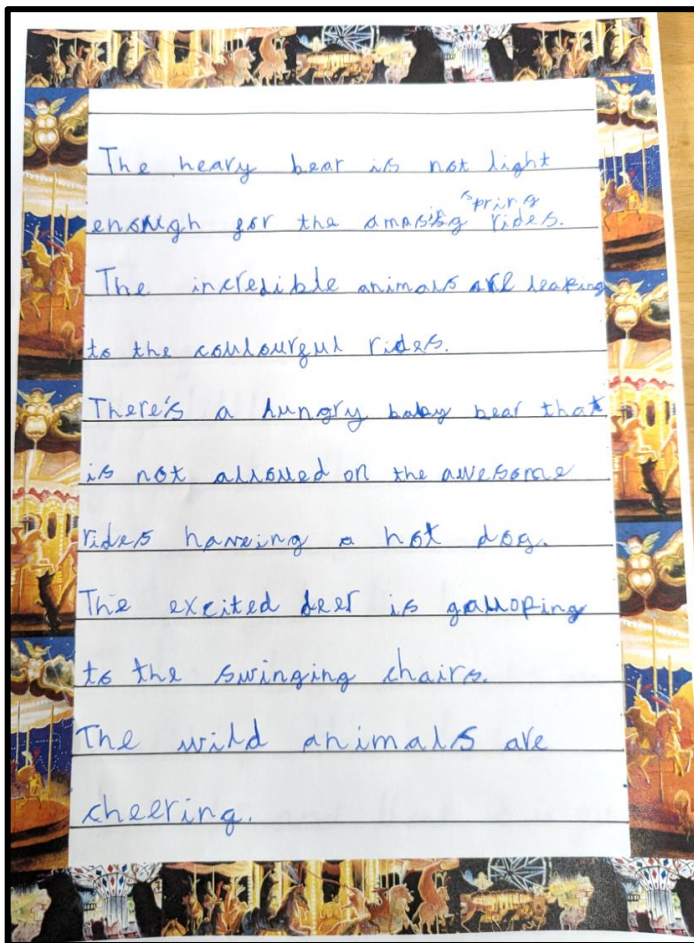 The heavy bear is not light
enough for the amasing spring rides.
The incredible animals are leaping
to the coulourful rides.
There's a hungry baby bear that
is not alloued on the awesome
rides haveing a hot dog.
The excited deer is galloping
to the swinging chairs.
The wild animals are
cheering.